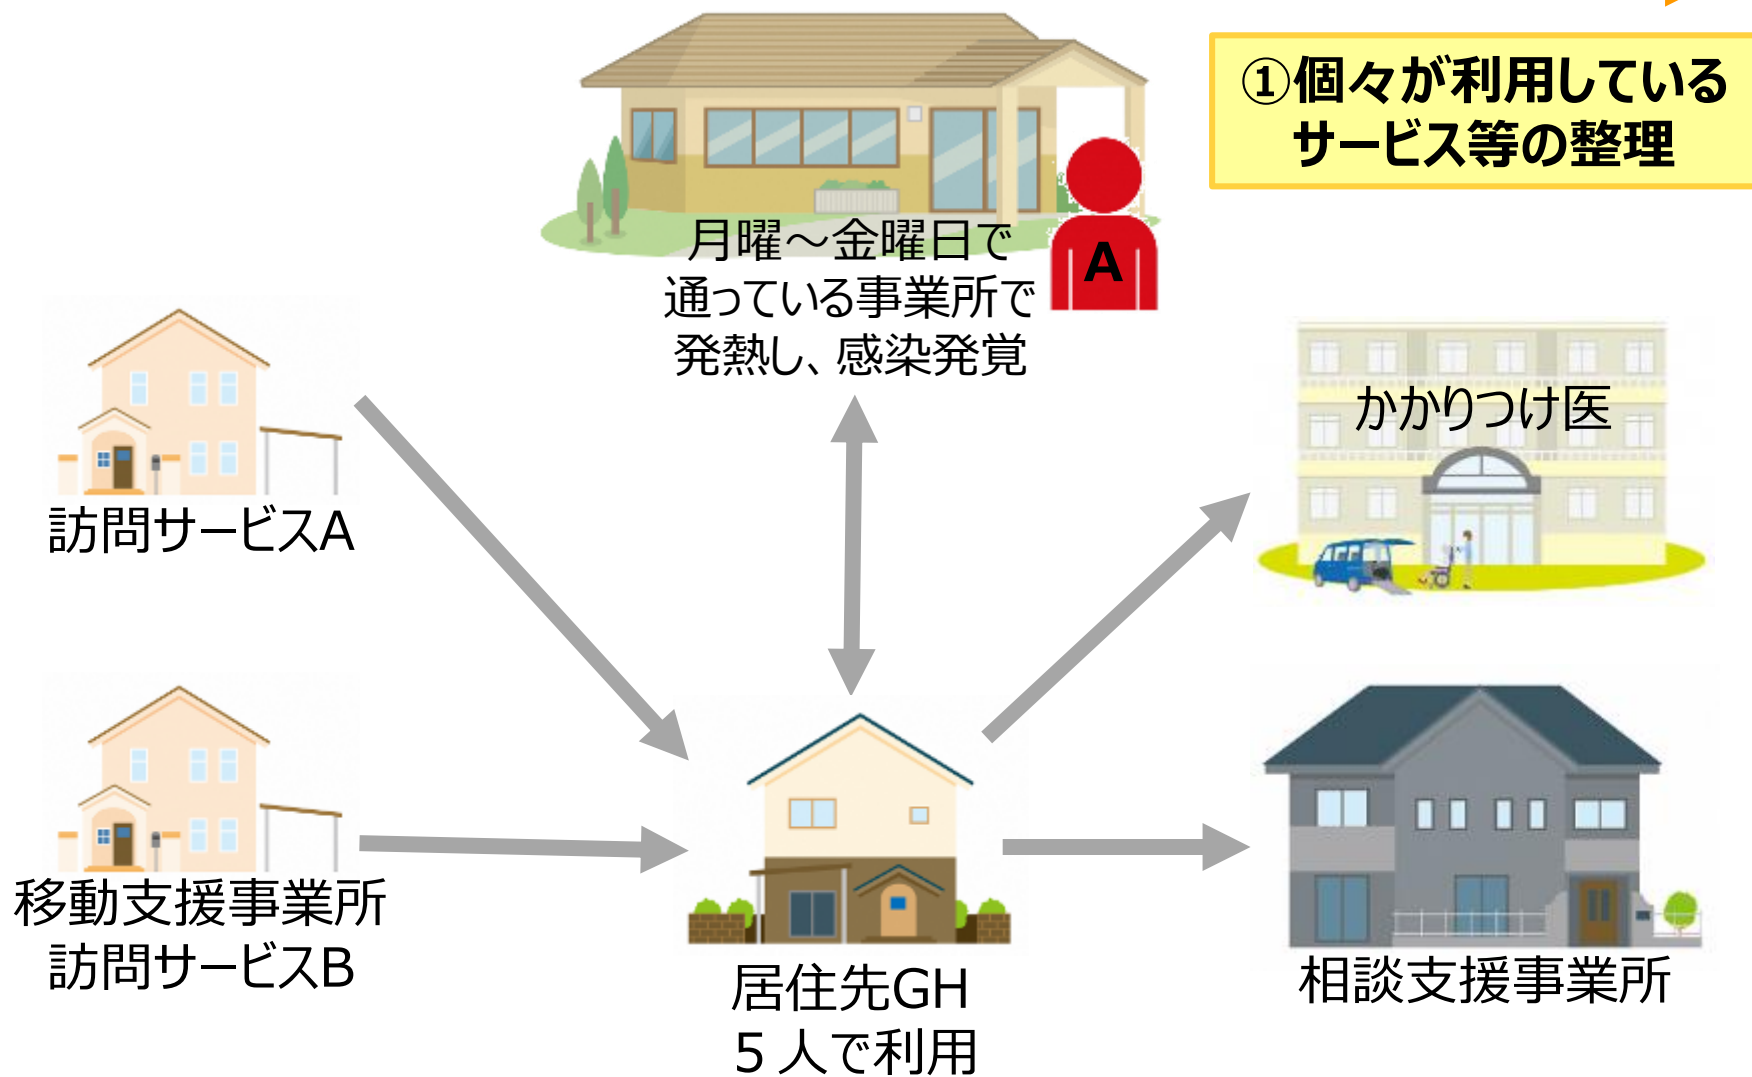 ①個々が利用している
サービス等の整理
月曜～金曜日で
通っている事業所で
発熱し、感染発覚
A
かかりつけ医
訪問サービスA
移動支援事業所
訪問サービスB
居住先GH
５人で利用
相談支援事業所